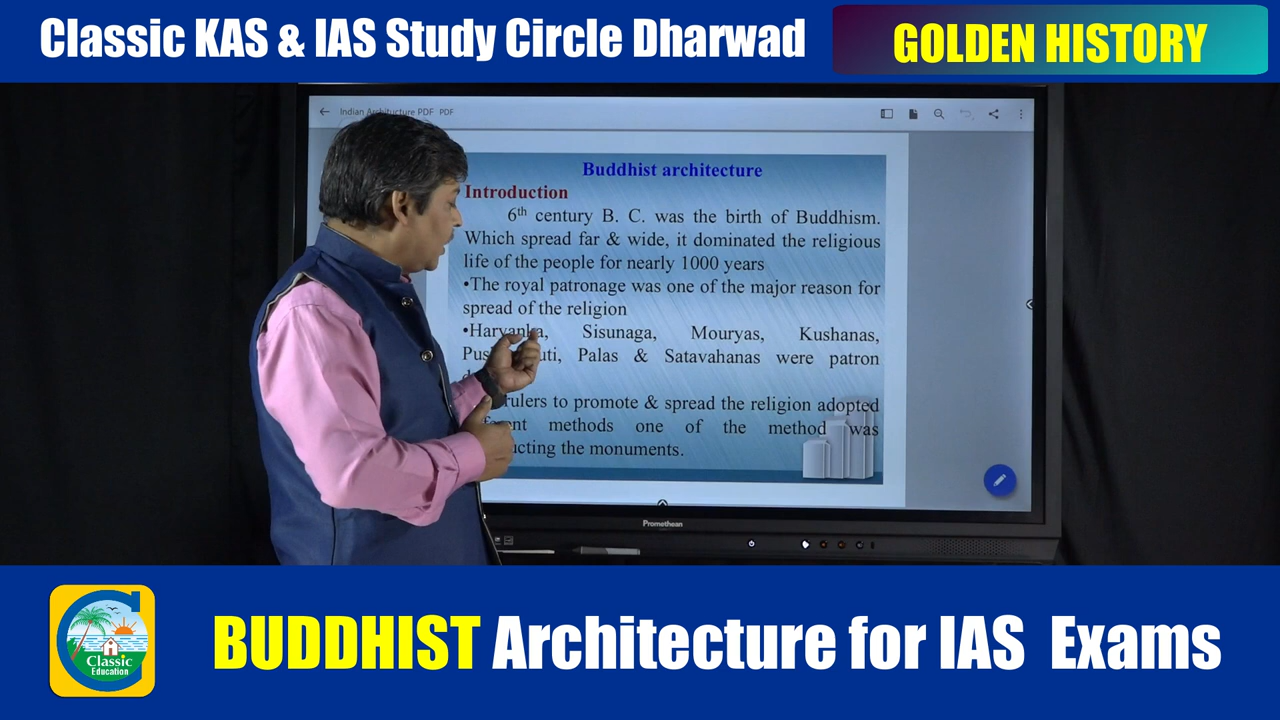 Classic KAS & IAS Study Circle Dharwad
GOLDEN HISTORY
Indian Architucture PDF PDF
Buddhist architecture
Introduction
6th century B. C. was the birth of Buddhism.
Which spread far & wide, it dominated the religious
life of the people for nearly 1000 years
•The royal patronage was one of the major reason for
spread of the religion
•Haryanka, Sisunaga, Mouryas, Kushanas,
Palas & Satavahanas were patron
rulers to promote & spread the religion adopted
methods one of the method was
the monuments.
Promethean
Classic
Education
BUDDHIST Architecture for IAS Exams